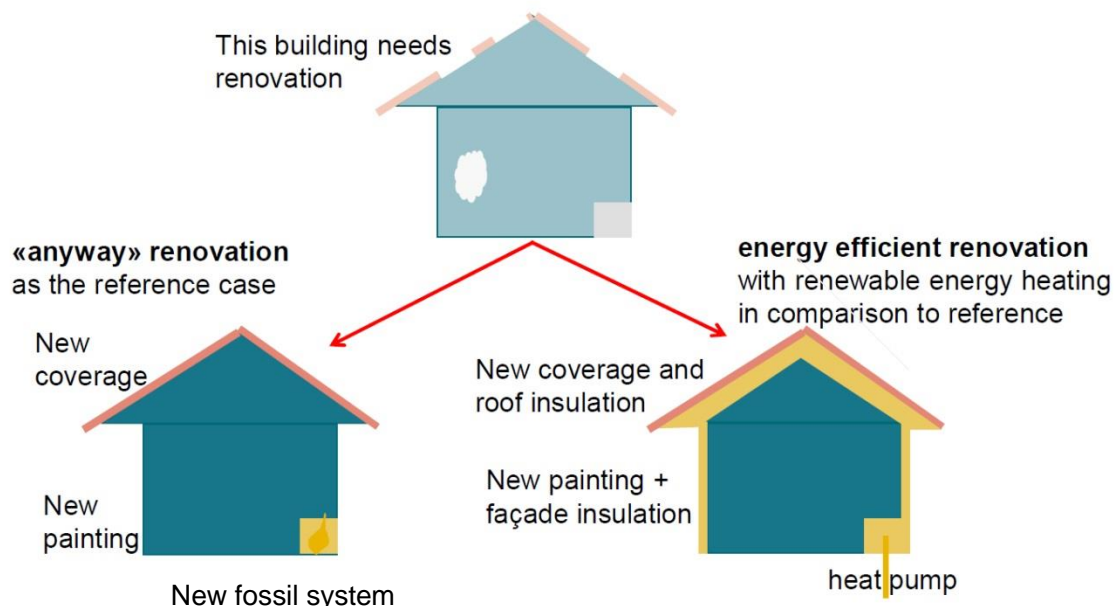 This building needs
renovation
«anyway» renovation
as the reference case
energy efficient renovation
with renewable energy heating
in comparison to reference
New
coverage
New
painting
New fossil system
New coverage and
roof insulation
New painting +
façade insulation
heat pump